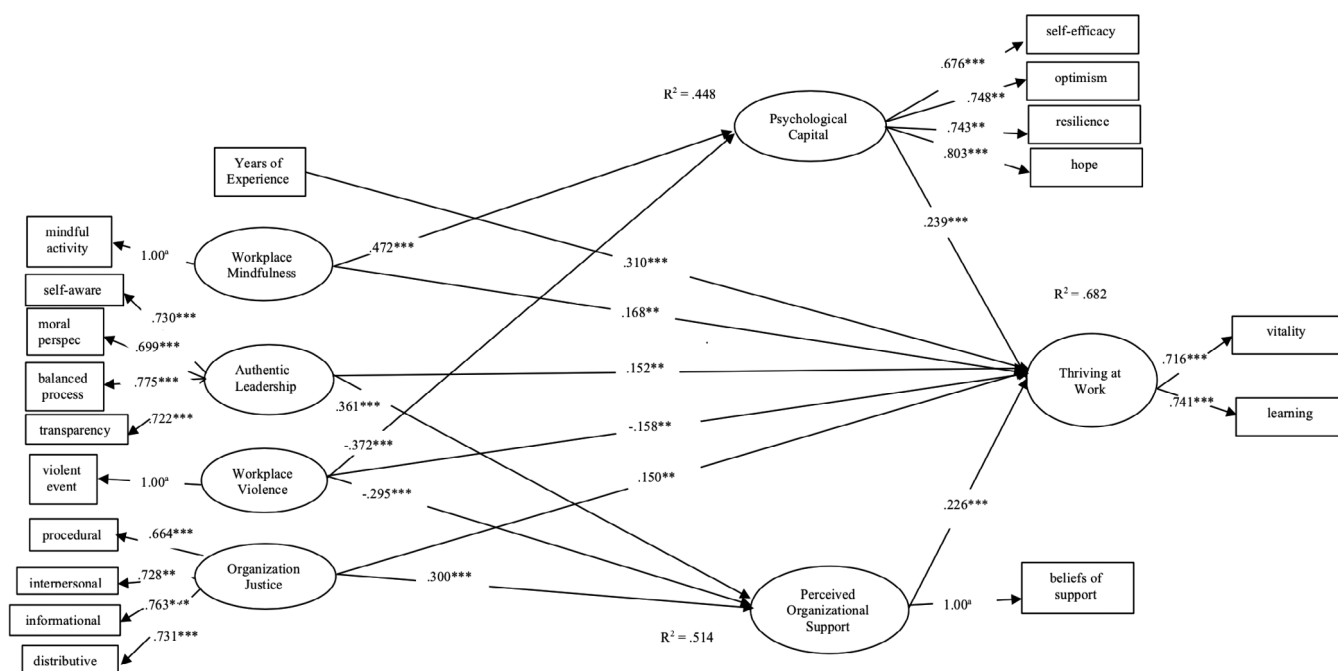 self-efficacy
.676***
R² = .448
optimism
.748**
Psychological
Capital
resilience
.743**
.803***
hope
Years of
Experience
.239***
mindful
activity
1.00ᵃ
Workplace
Mindfulness
.472***
.310***
R² = .682
self-aware
.730***
.168**
moral
perspec
.699***
vitality
.716***
balanced
process
.775***
Authentic
Leadership
.152**
Thriving at
Work
.361***
.741***
learning
transparency
.722***
-.372***
-.158**
violent
event
1.00ᵃ
Workplace
Violence
-.295***
.150**
.226***
procedural
.664***
Organization
Justice
interpersonal
.728**
.300***
beliefs of
support
1.00ᵃ
Perceived
Organizational
Support
informational
.763***
R² = .514
.731***
distributive